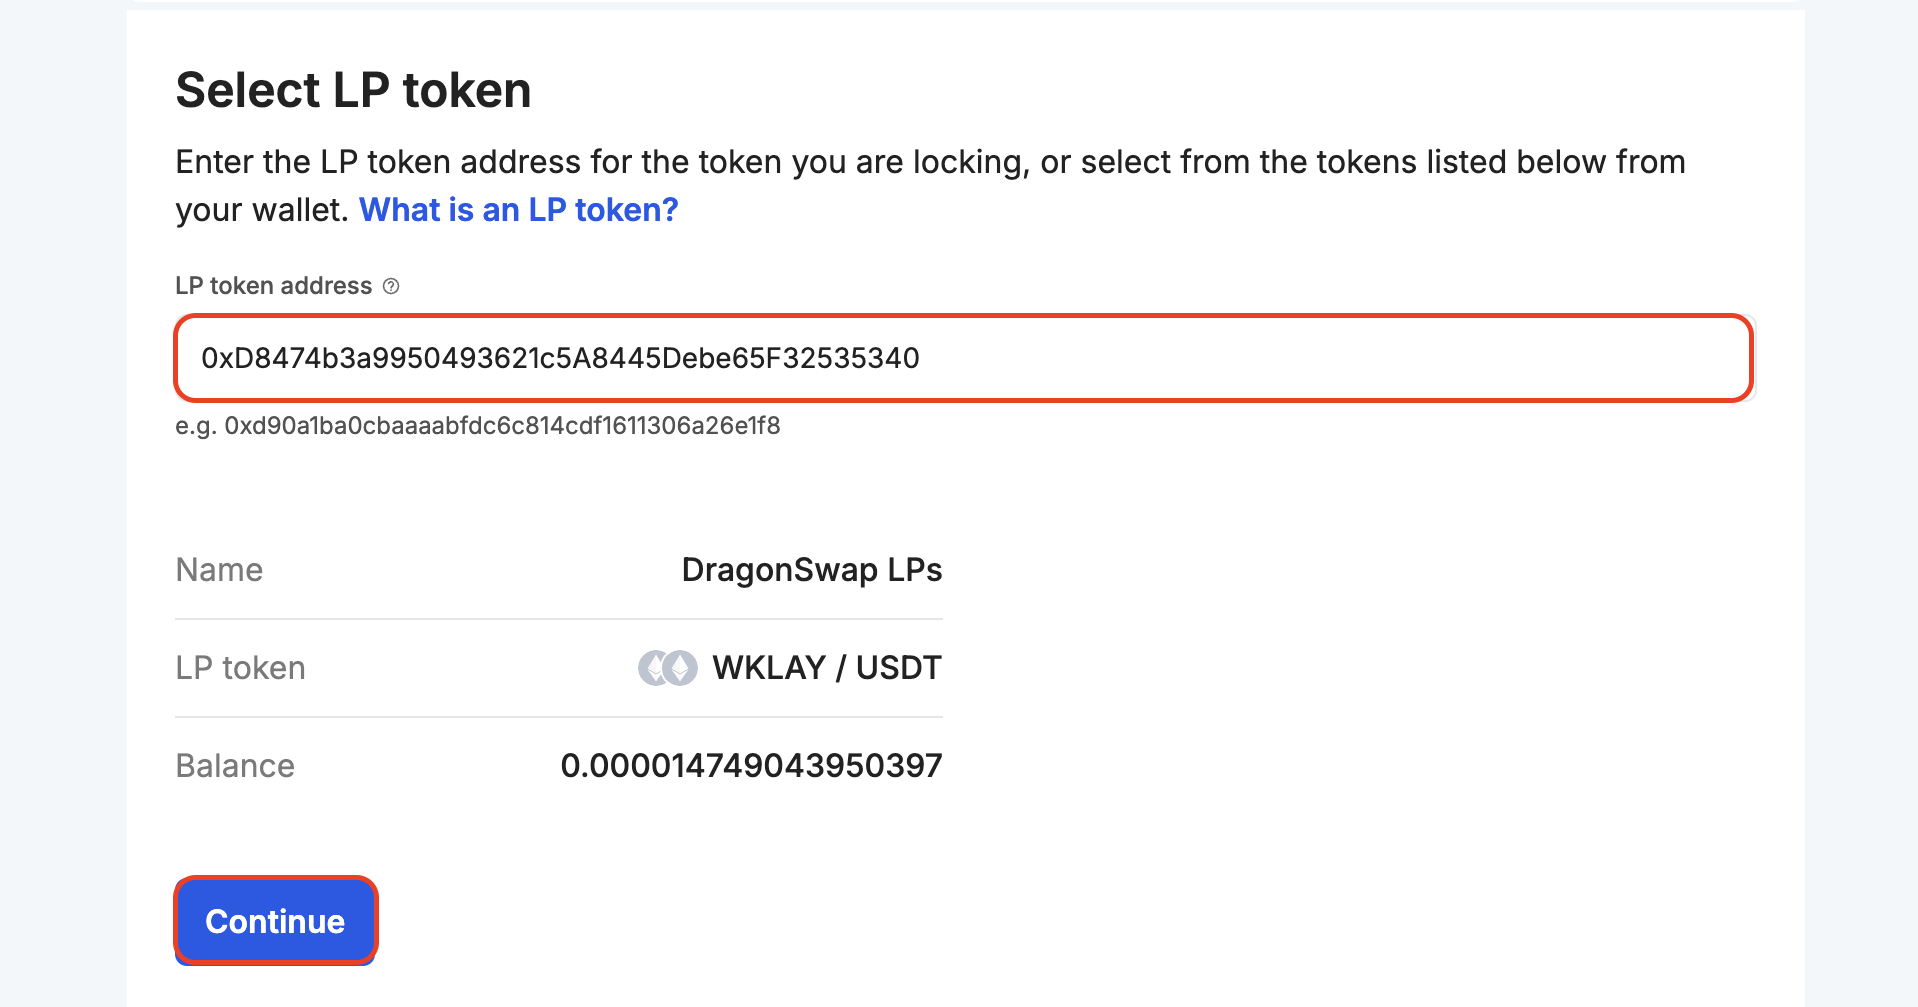 Select LP token
Enter the LP token address for the token you are locking, or select from the tokens listed below from
your wallet. What is an LP token?
LP token address ?
0xD8474b3a9950493621c5A8445Debe65F32535340
e.g. 0xd90a1ba0cbaaaabfdc6c814cdf1611306a26e1f8
Name DragonSwap LPs
LP token WKLAY / USDT
Balance 0.000014749043950397
Continue